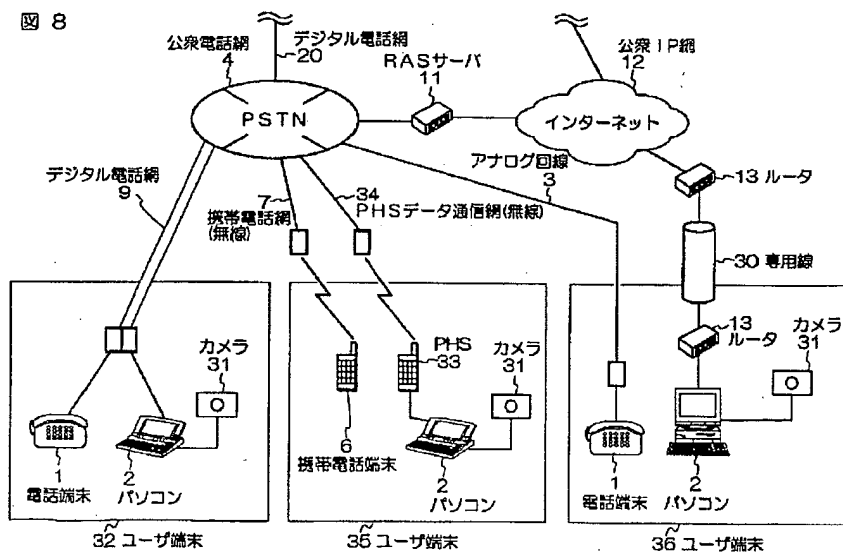 図 8
公衆電話網
4
デジタル電話網
20
RASサーバ
11
公衆IP網
12
PSTN
インターネット
デジタル電話網
9
7
携帯電話網
(無線)
34
PHSデータ通信網(無線)
アナログ回線
3
13 ルータ
30 専用線
13
ルータ
カメラ
31
1
電話端末
2
パソコン
32 ユーザ端末
6
携帯電話端末
PHS
33
カメラ
31
2
パソコン
35 ユーザ端末
カメラ
31
1
電話端末
2
パソコン
36 ユーザ端末